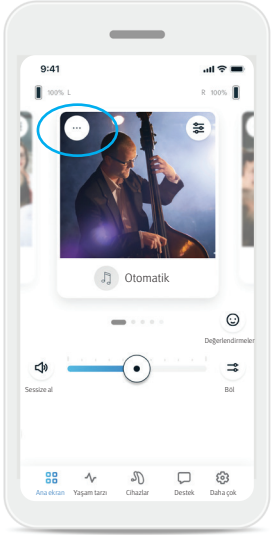 9:41
100% L
R 100%
Otomatik
Değerlendirmeler
Sessize al
Böl
Ana ekran
Yaşam tarzı
Cihazlar
Destek
Daha çok